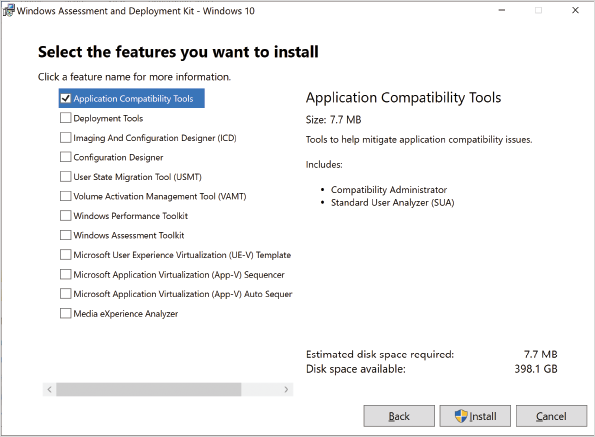 Windows Assessment and Deployment Kit - Windows 10
Select the features you want to install
Click a feature name for more information.
Application Compatibility Tools
Deployment Tools
Imaging And Configuration Designer (ICD)
Configuration Designer
User State Migration Tool (USMT)
Volume Activation Management Tool (VAMT)
Windows Performance Toolkit
Windows Assessment Toolkit
Microsoft User Experience Virtualization (UE-V) Template
Microsoft Application Virtualization (App-V) Sequencer
Microsoft Application Virtualization (App-V) Auto Sequer
Media eXperience Analyzer
Application Compatibility Tools
Size: 7.7 MB
Tools to help mitigate application compatibility issues.
Includes:
• Compatibility Administrator
• Standard User Analyzer (SUA)
Estimated disk space required: 7.7 MB
Disk space available: 398.1 GB
Back Install Cancel